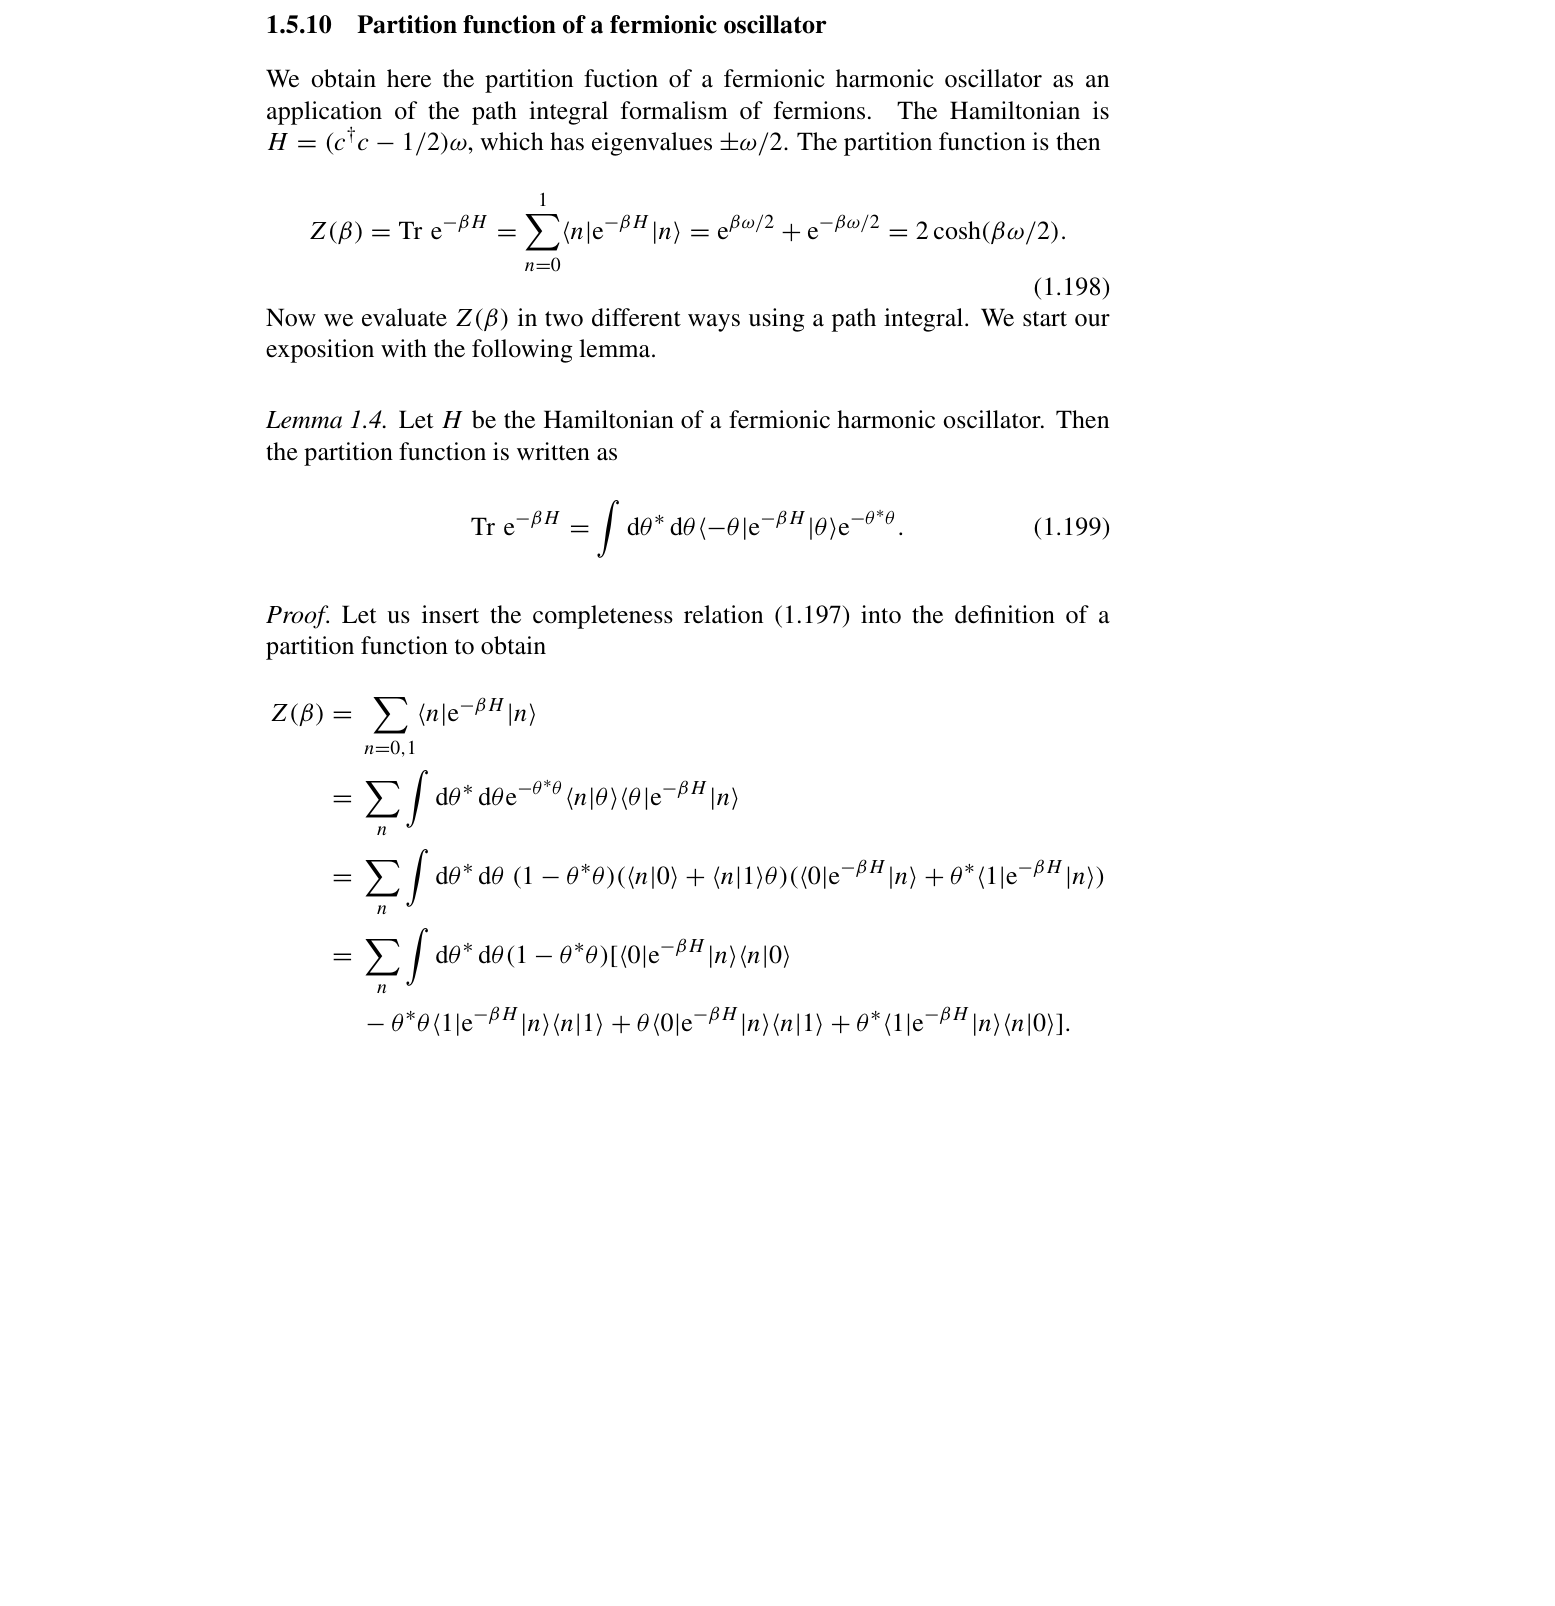 1.5.10 Partition function of a fermionic oscillator
We obtain here the partition fuction of a fermionic harmonic oscillator as an
application of the path integral formalism of fermions. The Hamiltonian is
H = (c†c − 1/2)ω, which has eigenvalues ±ω/2. The partition function is then
Z(β) = Tr e^{−βH} = ∑_{n=0}^{1} ⟨n|e^{−βH}|n⟩ = e^{βω/2} + e^{−βω/2} = 2 cosh(βω/2).
(1.198)
Now we evaluate Z(β) in two different ways using a path integral. We start our
exposition with the following lemma.
Lemma 1.4. Let H be the Hamiltonian of a fermionic harmonic oscillator. Then
the partition function is written as
Tr e^{−βH} = ∫ dθ* dθ ⟨−θ|e^{−βH}|θ⟩e^{−θ*θ}. (1.199)
Proof. Let us insert the completeness relation (1.197) into the definition of a
partition function to obtain
Z(β) = ∑_{n=0,1} ⟨n|e^{−βH}|n⟩
= ∑_n ∫ dθ* dθe^{−θ*θ}⟨n|θ⟩⟨θ|e^{−βH}|n⟩
= ∑_n ∫ dθ* dθ (1 − θ*θ)(⟨n|0⟩ + ⟨n|1⟩θ)(⟨0|e^{−βH}|n⟩ + θ*⟨1|e^{−βH}|n⟩)
= ∑_n ∫ dθ* dθ(1 − θ*θ)[⟨0|e^{−βH}|n⟩⟨n|0⟩
− θ*θ⟨1|e^{−βH}|n⟩⟨n|1⟩ + θ⟨0|e^{−βH}|n⟩⟨n|1⟩ + θ*⟨1|e^{−βH}|n⟩⟨n|0⟩].